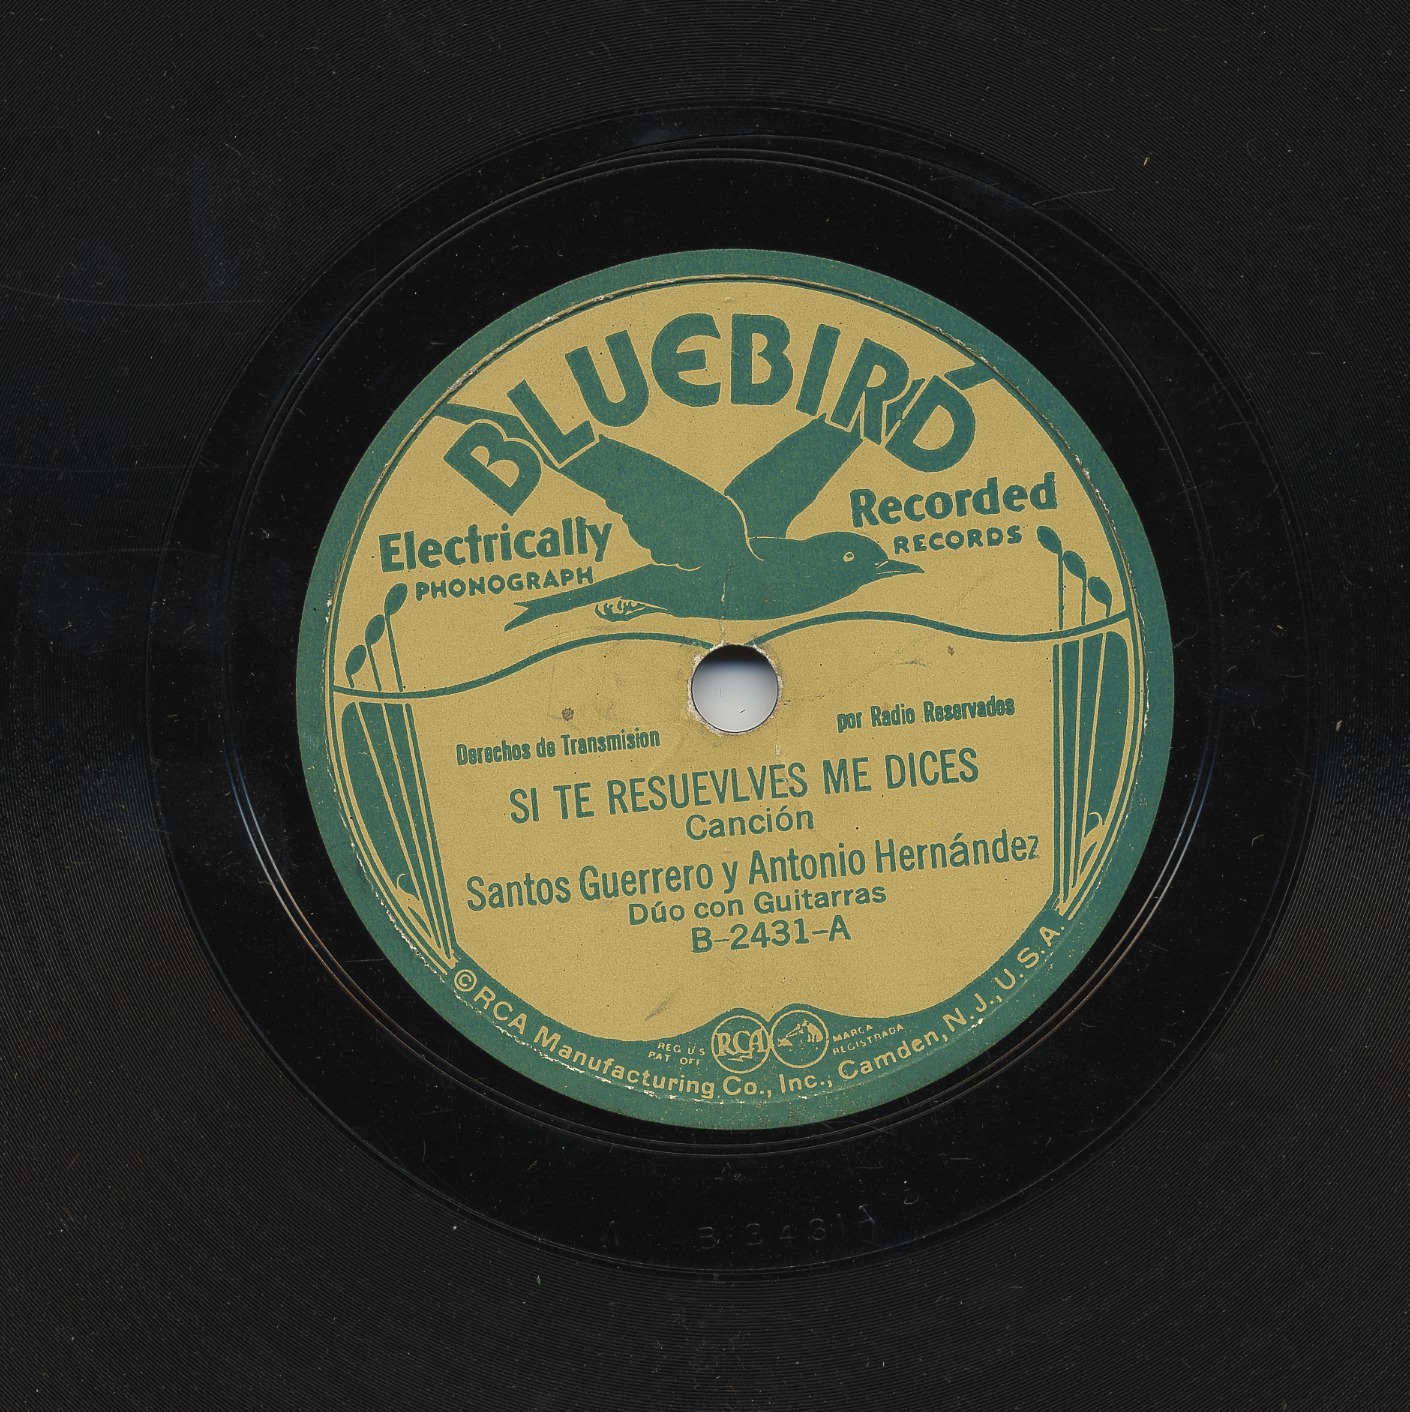 BLUEBIRD
Electrically Recorded
PHONOGRAPH RECORDS
Derechos de Transmision por Radio Reservados
SI TE RESUEVLVES ME DICES
Canción
Santos Guerrero y Antonio Hernández
Dúo con Guitarras
B-2431-A
REG U S
PAT OFF
RCA
MARCA
REGISTRADA
©RCA Manufacturing Co., Inc., Camden, N. J., U.S.A.
B 2431A